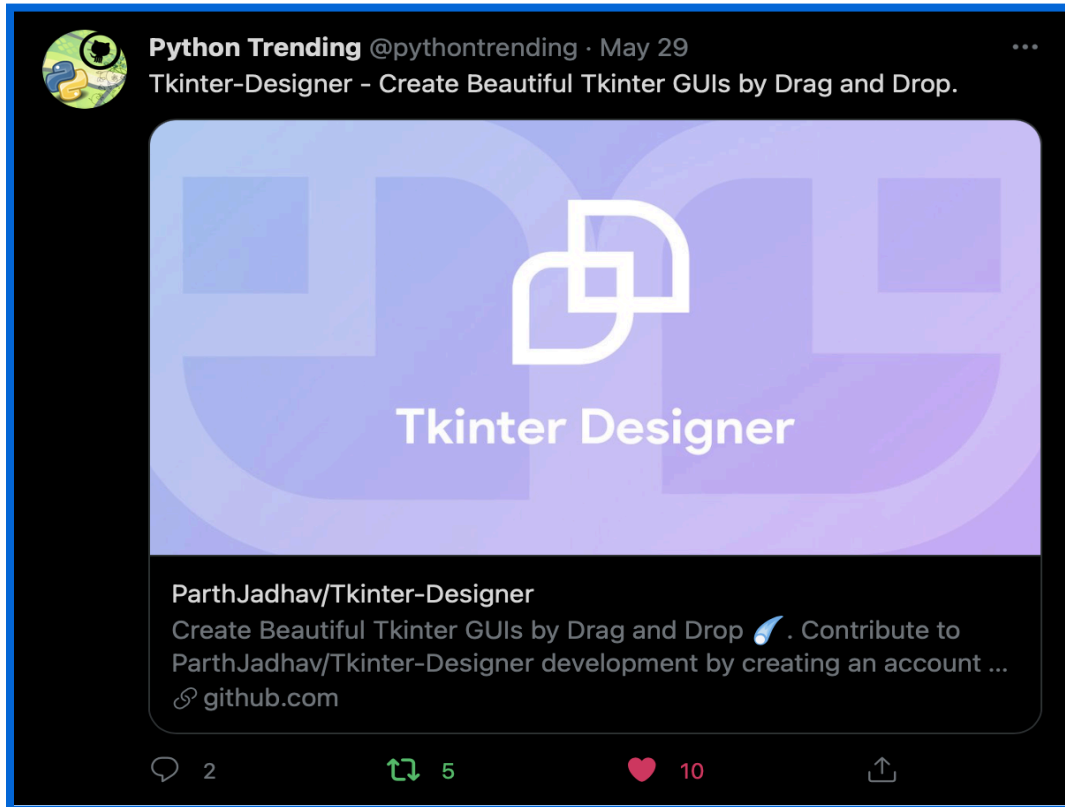 Python Trending @pythontrending · May 29
Tkinter-Designer - Create Beautiful Tkinter GUIs by Drag and Drop.
Tkinter Designer
ParthJadhav/Tkinter-Designer
Create Beautiful Tkinter GUIs by Drag and Drop ☄️. Contribute to
ParthJadhav/Tkinter-Designer development by creating an account ...
github.com
2 5 10